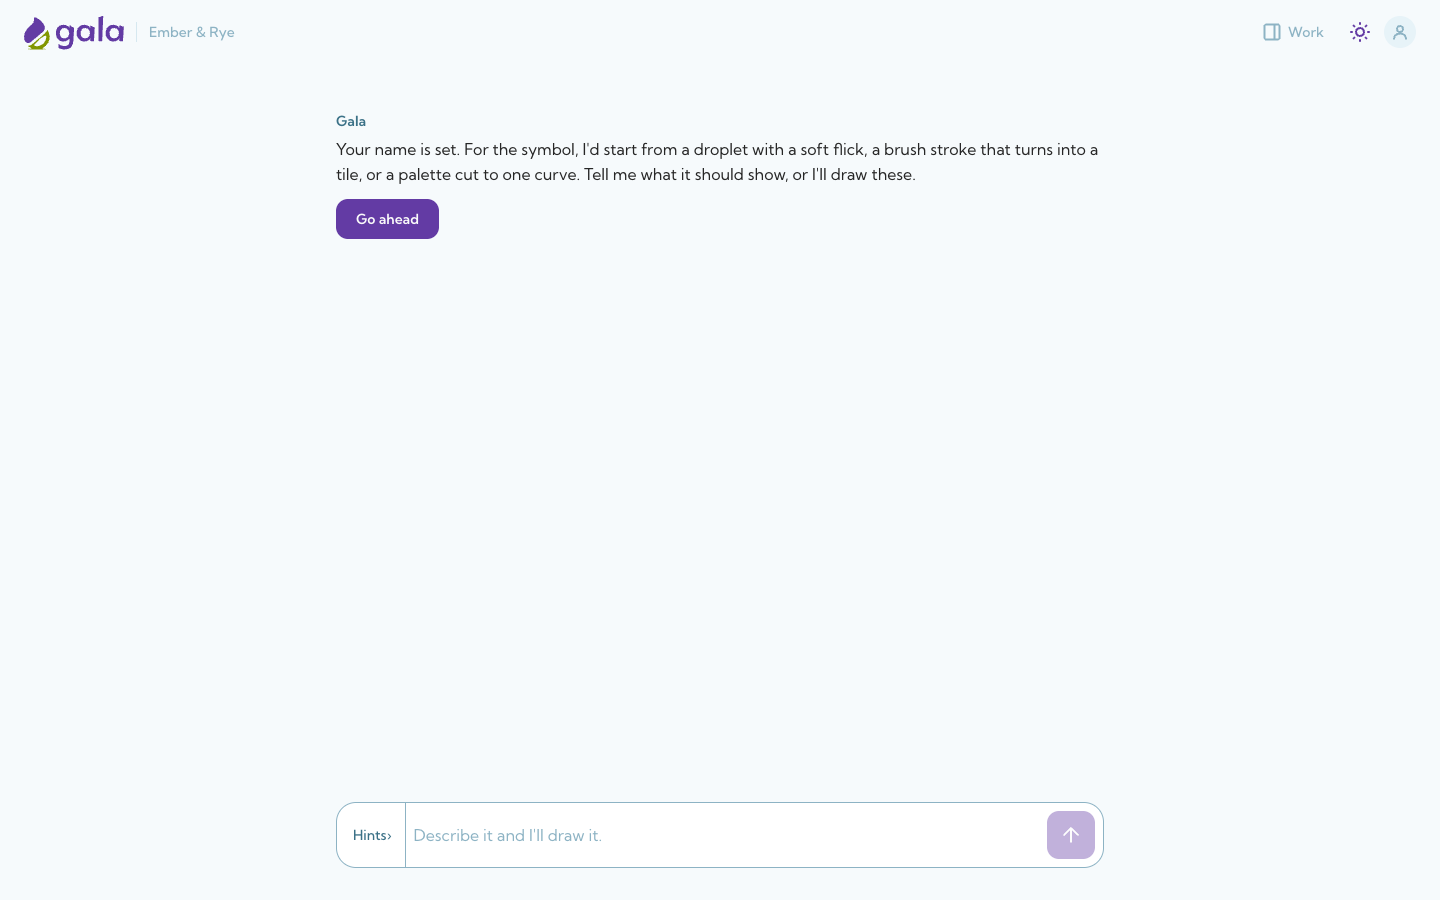 gala
Ember & Rye
Work
Gala
Your name is set. For the symbol, I'd start from a droplet with a soft flick, a brush stroke that turns into a
tile, or a palette cut to one curve. Tell me what it should show, or I'll draw these.
Go ahead
Hints›
Describe it and I'll draw it.